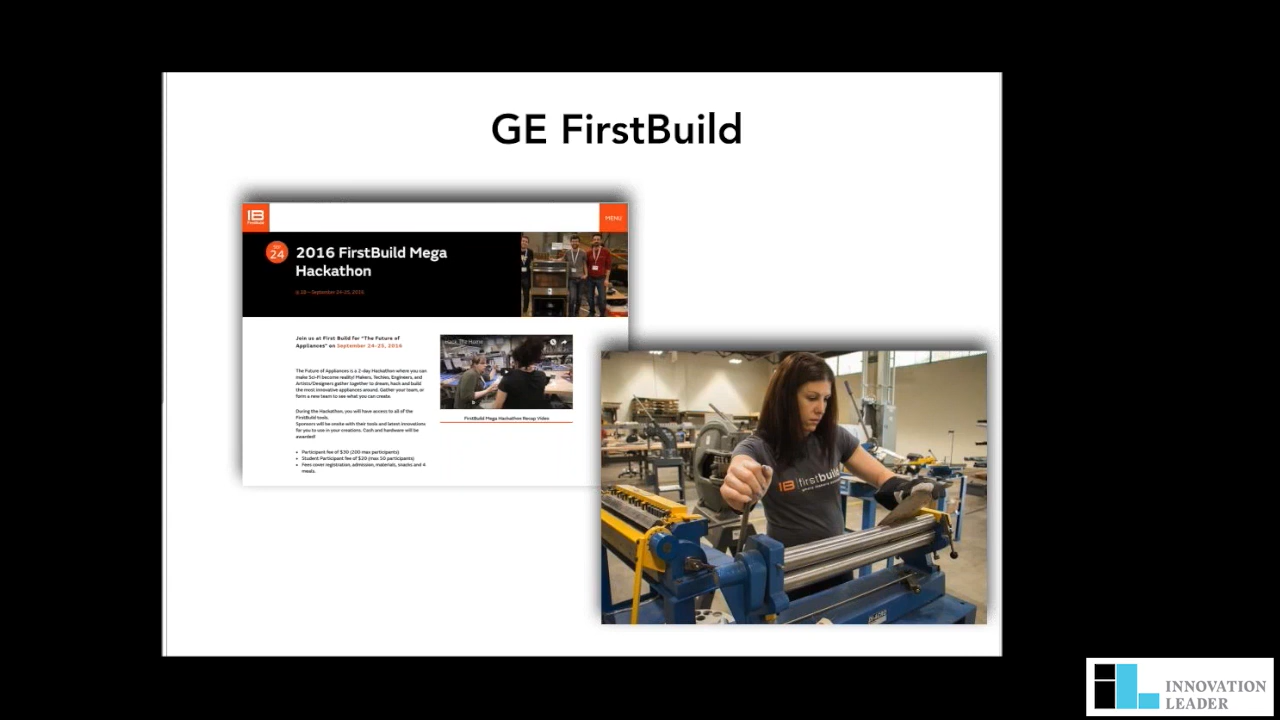 GE FirstBuild
MENU
24
2016 FirstBuild Mega
Hackathon
September 24-25, 2016
Join us at First Build for "The Future of
Appliances" on September 24-25, 2016
Hack The Home
The Future of Appliances is a 2-day Hackathon where you can
make Sci-Fi become reality! Makers, Techies, Engineers, and
Artists/Designers gather together to dream, hack and build
the most innovative appliances around. Gather your team, or
form a new team to see what you can create.
During the Hackathon, you will have access to all of the
FirstBuild tools.
Sponsors will be onsite with their tools and latest innovations
for you to use in your creations. Cash and hardware will be
awarded!
• Participant fee of $30 (200 max participants)
• Student Participant fee of $20 (max 50 participants)
• Fees cover registration, admission, materials, snacks and 4
meals.
FirstBuild Mega Hackathon Recap Video
firstbuild
INNOVATION
LEADER